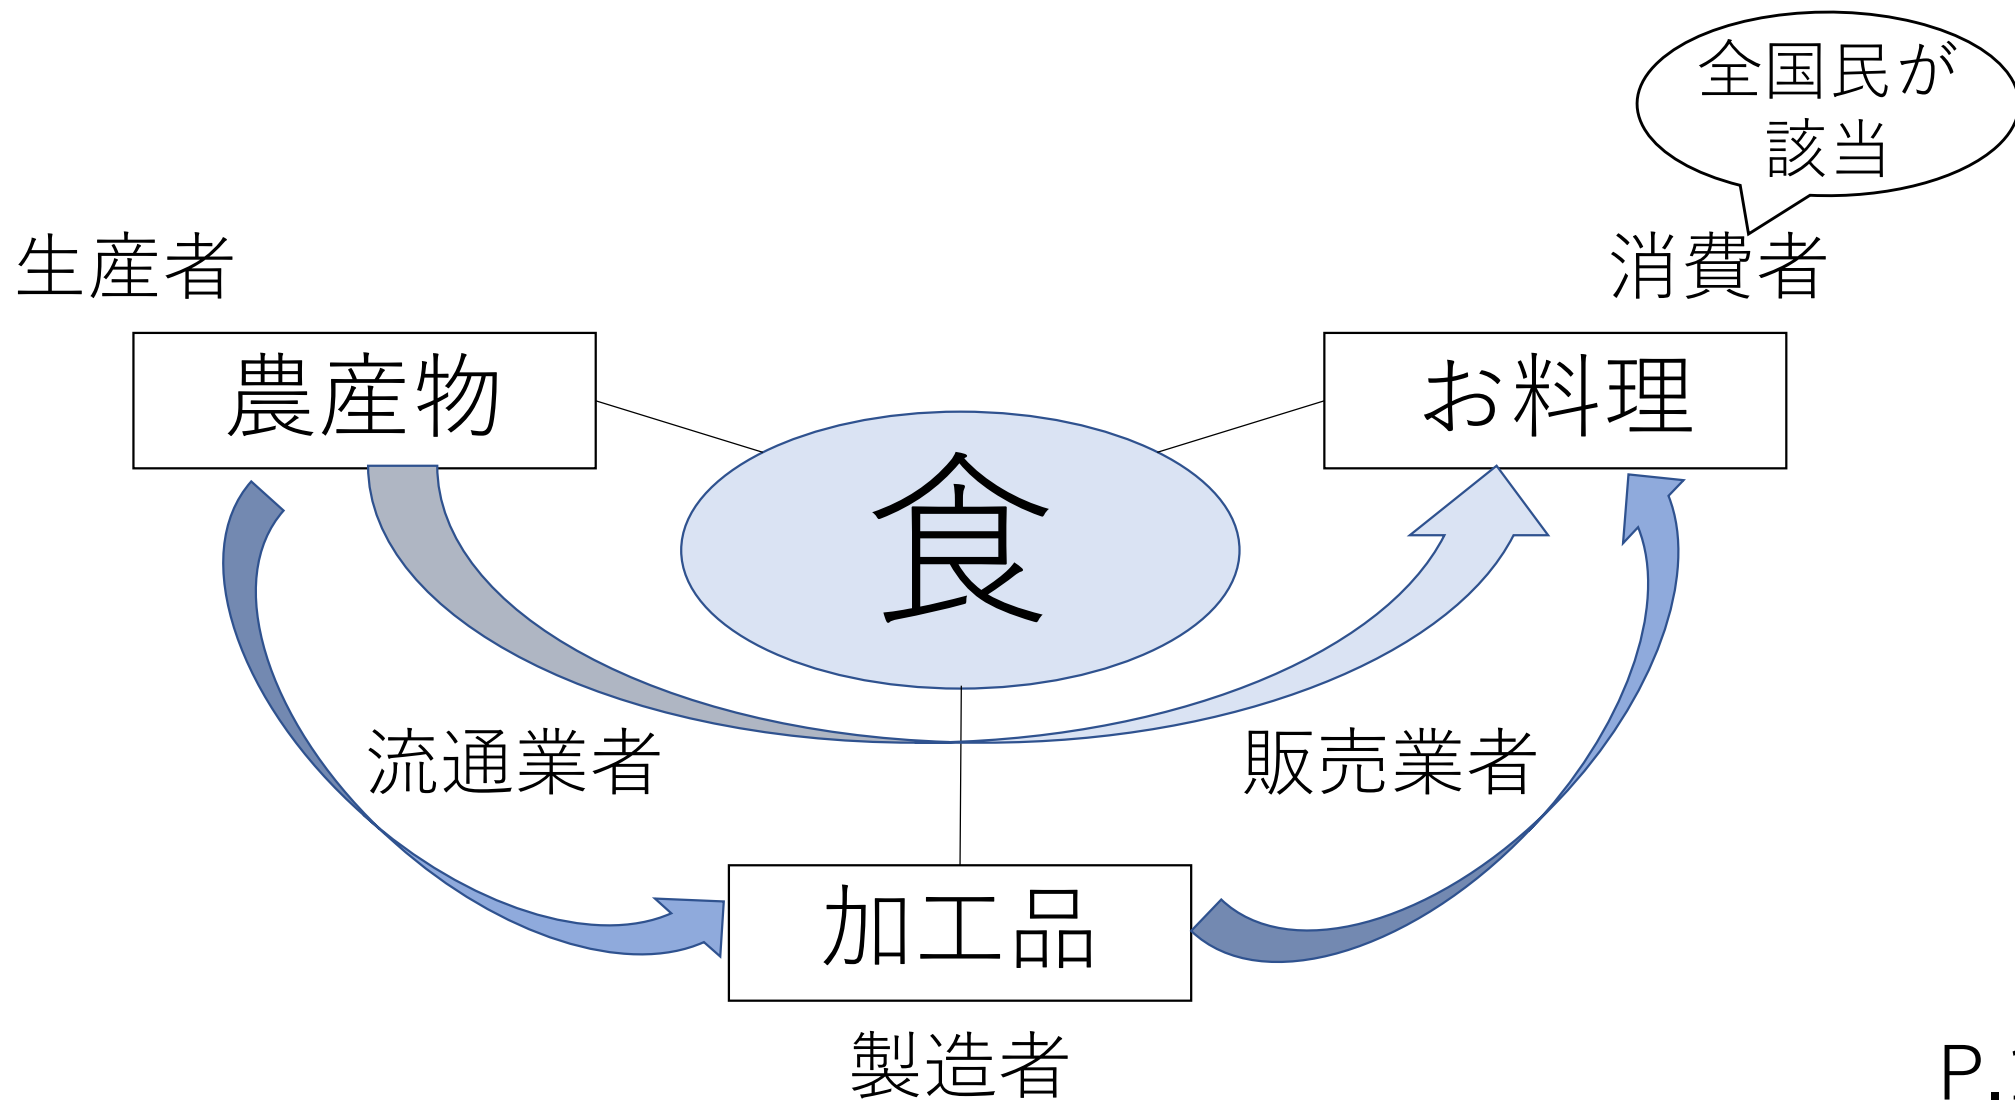 全国民が
該当
生産者
消費者
農産物
お料理
食
流通業者
販売業者
加工品
製造者
P.